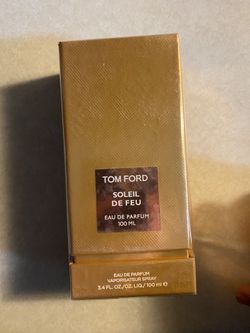 TOM FORD
SOLEIL
DE FEU
EAU DE PARFUM
100 ML
EAU DE PARFUM
VAPORISATEUR SPRAY
3.4 FL. OZ./OZ. LIQ./100 ml ℮